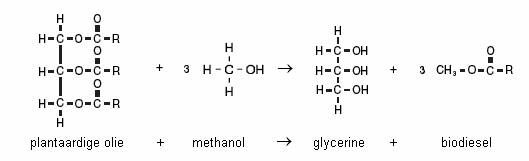 H O
H–C–O–C–R
O
H–C–O–C–R
O
H–C–O–C–R
H
+ 3
H
H–C–OH
H
→
H
H–C–OH
H–C–OH
H–C–OH
H
+ 3
O
CH₃–O–C–R
plantaardige olie + methanol → glycerine + biodiesel